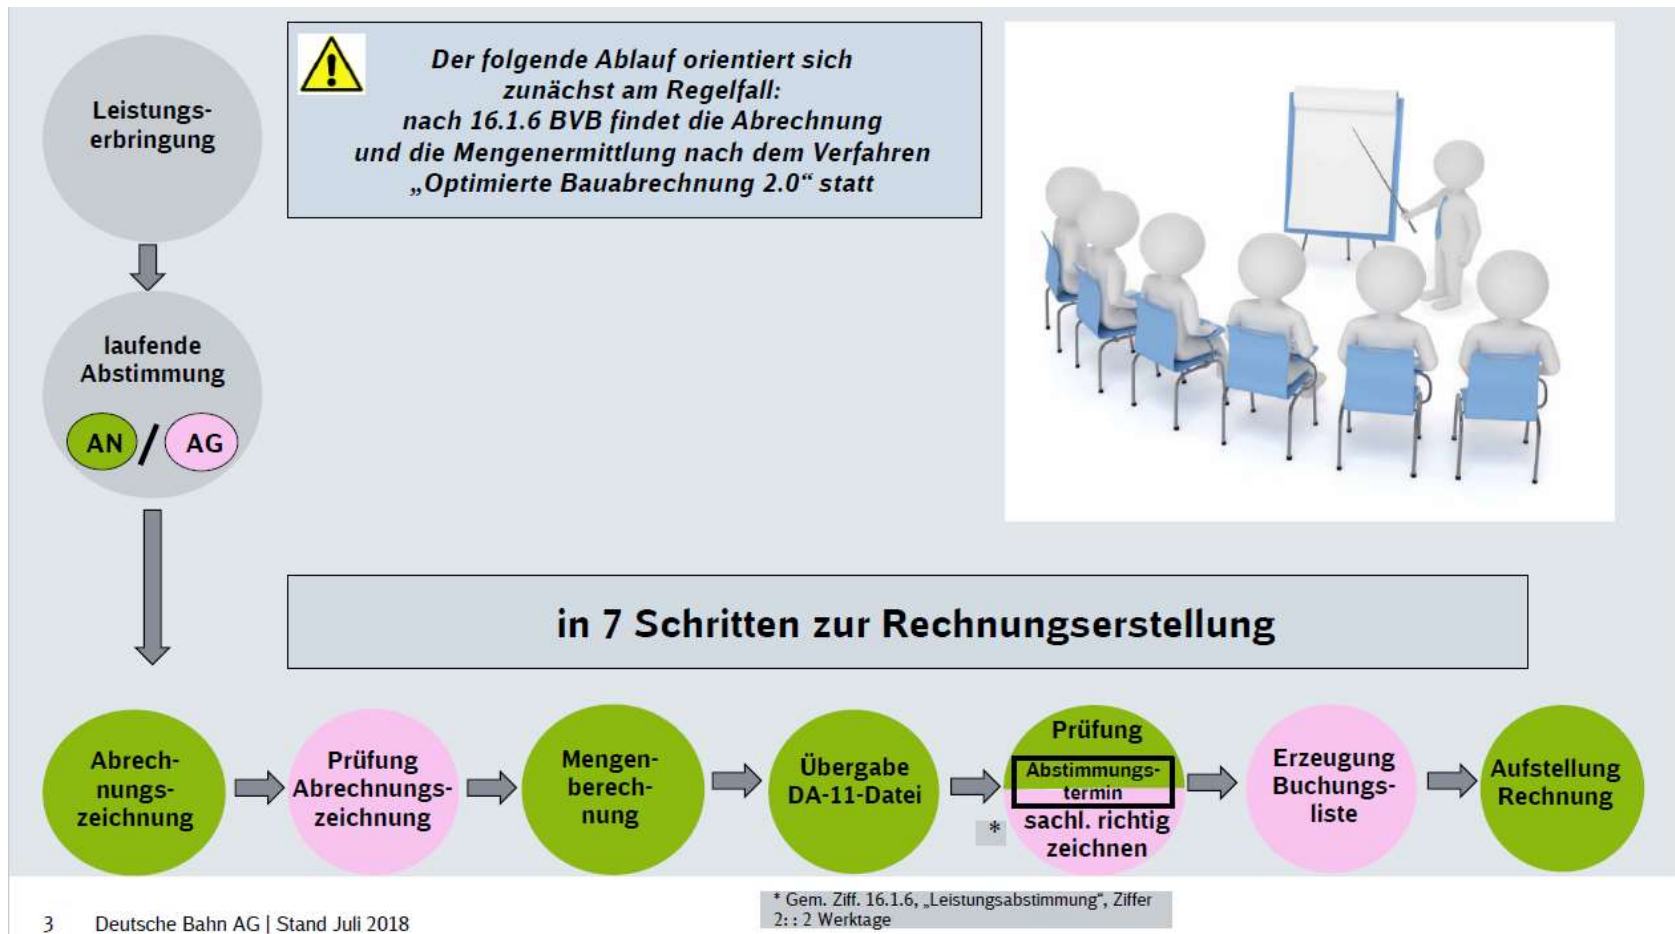 Leistungs-
erbringung
Der folgende Ablauf orientiert sich
zunächst am Regelfall:
nach 16.1.6 BVB findet die Abrechnung
und die Mengenermittlung nach dem Verfahren
„Optimierte Bauabrechnung 2.0“ statt
laufende
Abstimmung
AN / AG
in 7 Schritten zur Rechnungserstellung
Abrech-
nungs-
zeichnung
Prüfung
Abrechnungs-
zeichnung
Mengen-
berech-
nung
Übergabe
DA-11-Datei
Prüfung
Abstimmungs-
termin
* sachl. richtig
zeichnen
Erzeugung
Buchungs-
liste
Aufstellung
Rechnung
* Gem. Ziff. 16.1.6, „Leistungsabstimmung“, Ziffer
2: : 2 Werktage
3 Deutsche Bahn AG | Stand Juli 2018